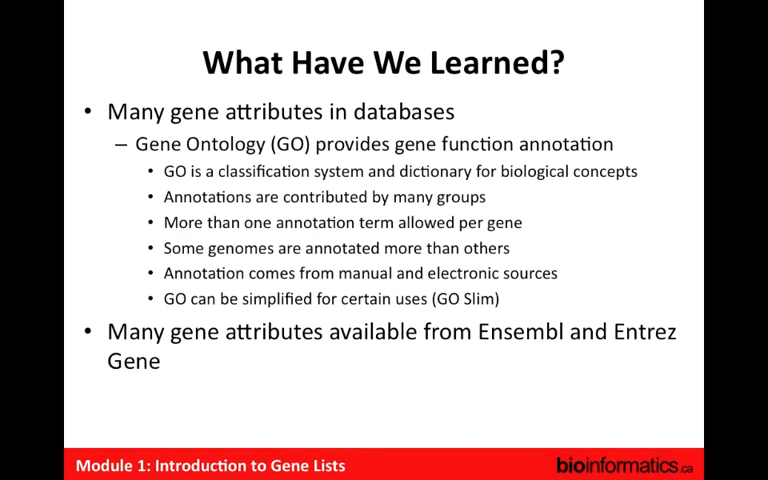 What Have We Learned?
• Many gene attributes in databases
– Gene Ontology (GO) provides gene function annotation
• GO is a classification system and dictionary for biological concepts
• Annotations are contributed by many groups
• More than one annotation term allowed per gene
• Some genomes are annotated more than others
• Annotation comes from manual and electronic sources
• GO can be simplified for certain uses (GO Slim)
• Many gene attributes available from Ensembl and Entrez
Gene
Module 1: Introduction to Gene Lists
bioinformatics.ca